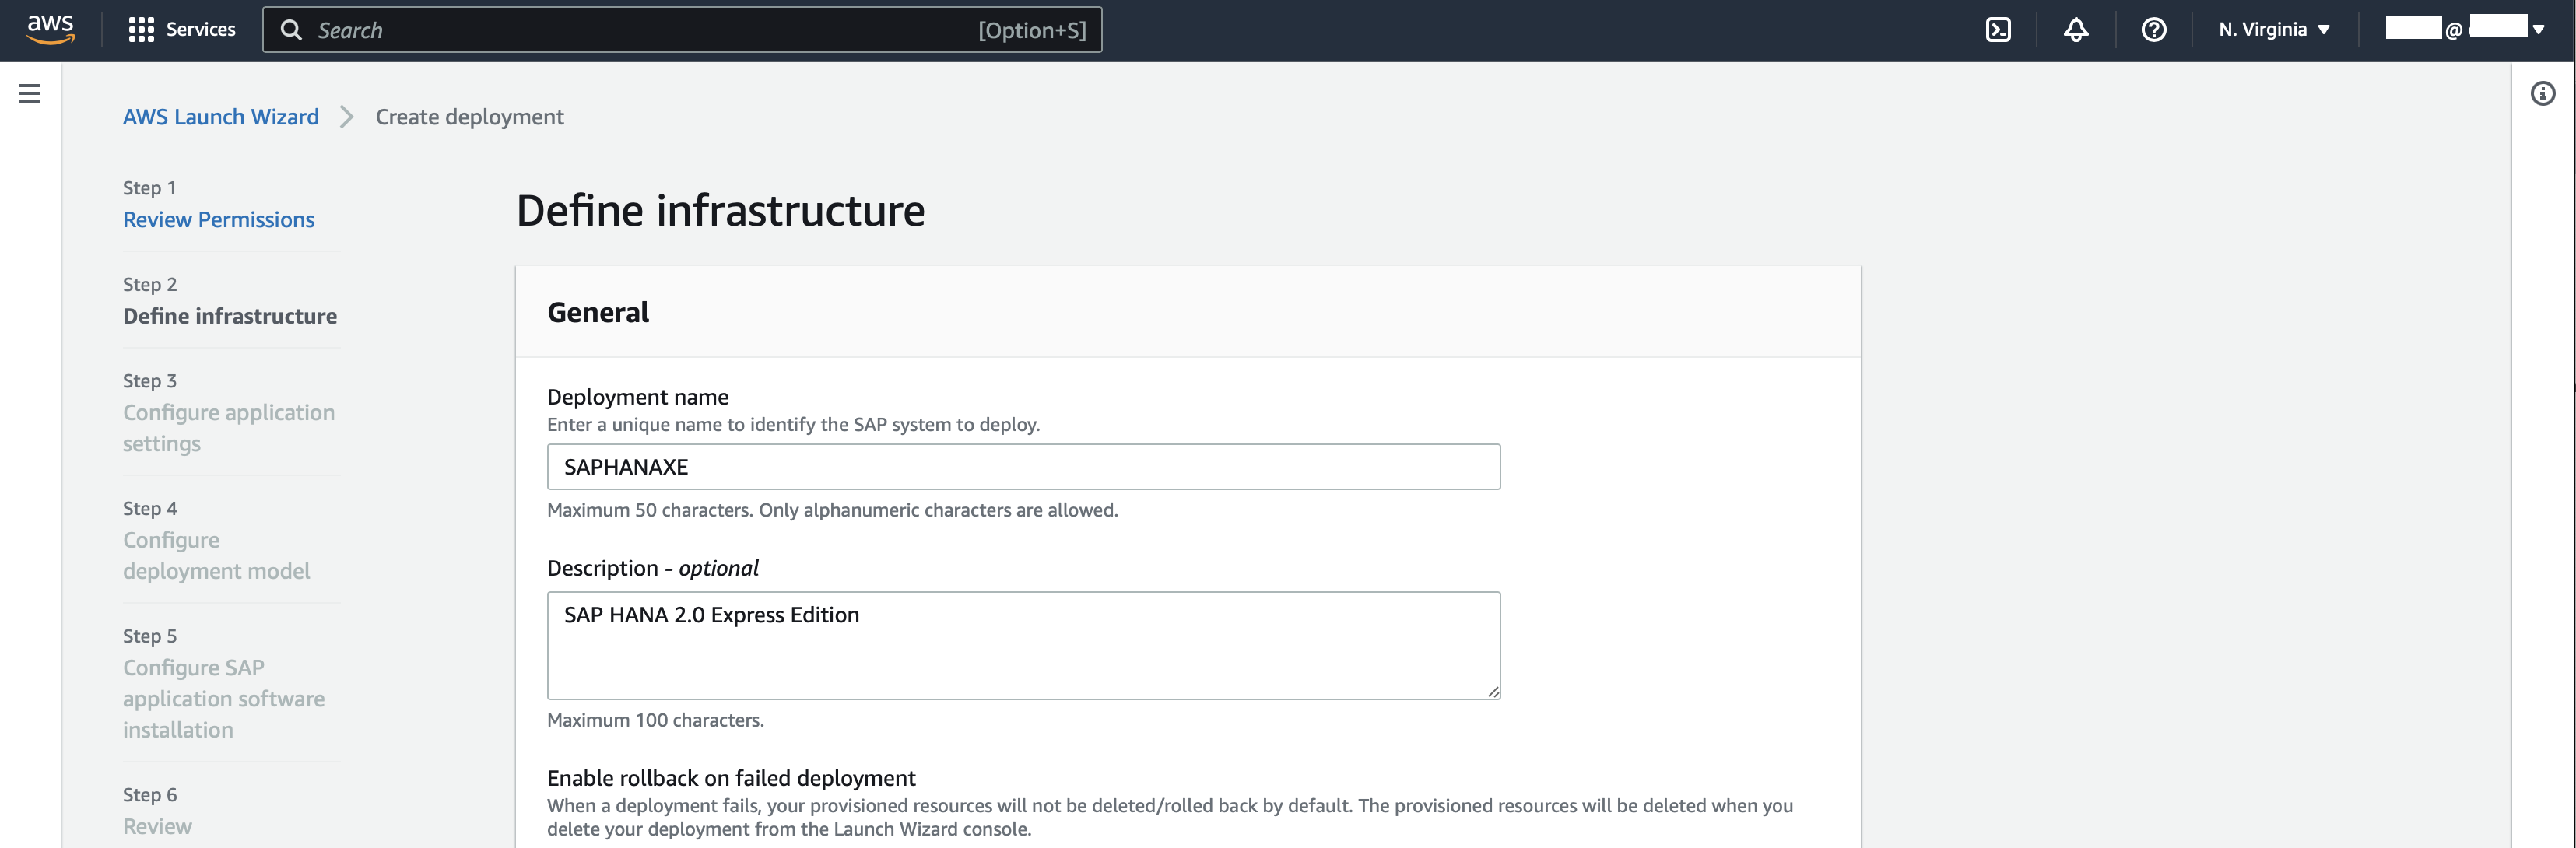 aws
Services
Search
[Option+S]
N. Virginia
@
AWS Launch Wizard
Create deployment
Step 1
Review Permissions
Step 2
Define infrastructure
Step 3
Configure application
settings
Step 4
Configure
deployment model
Step 5
Configure SAP
application software
installation
Step 6
Review
Define infrastructure
General
Deployment name
Enter a unique name to identify the SAP system to deploy.
SAPHANAXE
Maximum 50 characters. Only alphanumeric characters are allowed.
Description - optional
SAP HANA 2.0 Express Edition
Maximum 100 characters.
Enable rollback on failed deployment
When a deployment fails, your provisioned resources will not be deleted/rolled back by default. The provisioned resources will be deleted when you
delete your deployment from the Launch Wizard console.